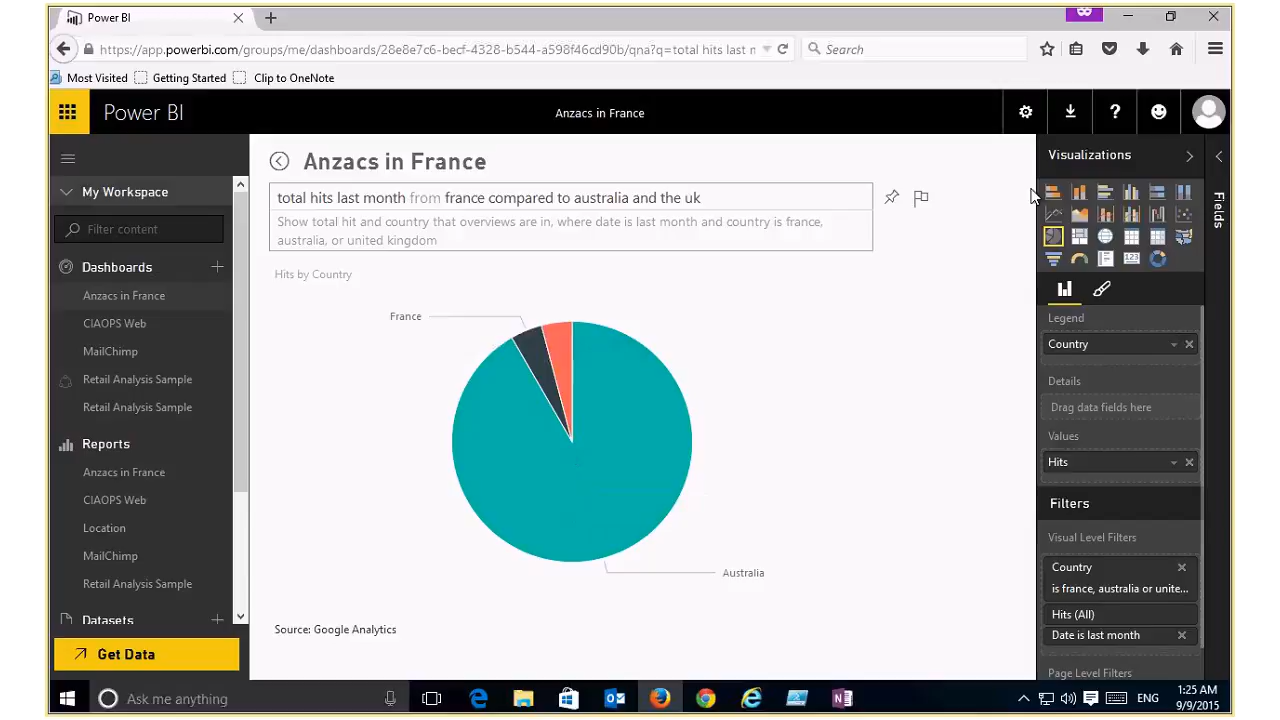 Power BI
https://app.powerbi.com/groups/me/dashboards/28e8e7c6-becf-4328-b544-a598f46cd90b/qna?q=total hits last r
Search
Most Visited
Getting Started
Clip to OneNote
Power BI
Anzacs in France
My Workspace
Filter content
Dashboards
Anzacs in France
CIAOPS Web
MailChimp
Retail Analysis Sample
Retail Analysis Sample
Reports
Anzacs in France
CIAOPS Web
Location
MailChimp
Retail Analysis Sample
Datasets
Get Data
Anzacs in France
total hits last month from france compared to australia and the uk
Show total hit and country that overviews are in, where date is last month and country is france,
australia, or united kingdom
Hits by Country
France
Australia
Source: Google Analytics
Visualizations
Fields
123
Legend
Country
Details
Drag data fields here
Values
Hits
Filters
Visual Level Filters
Country
is france, australia or unite...
Hits (All)
Date is last month
Page Level Filters
Ask me anything
ENG
1:25 AM
9/9/2015